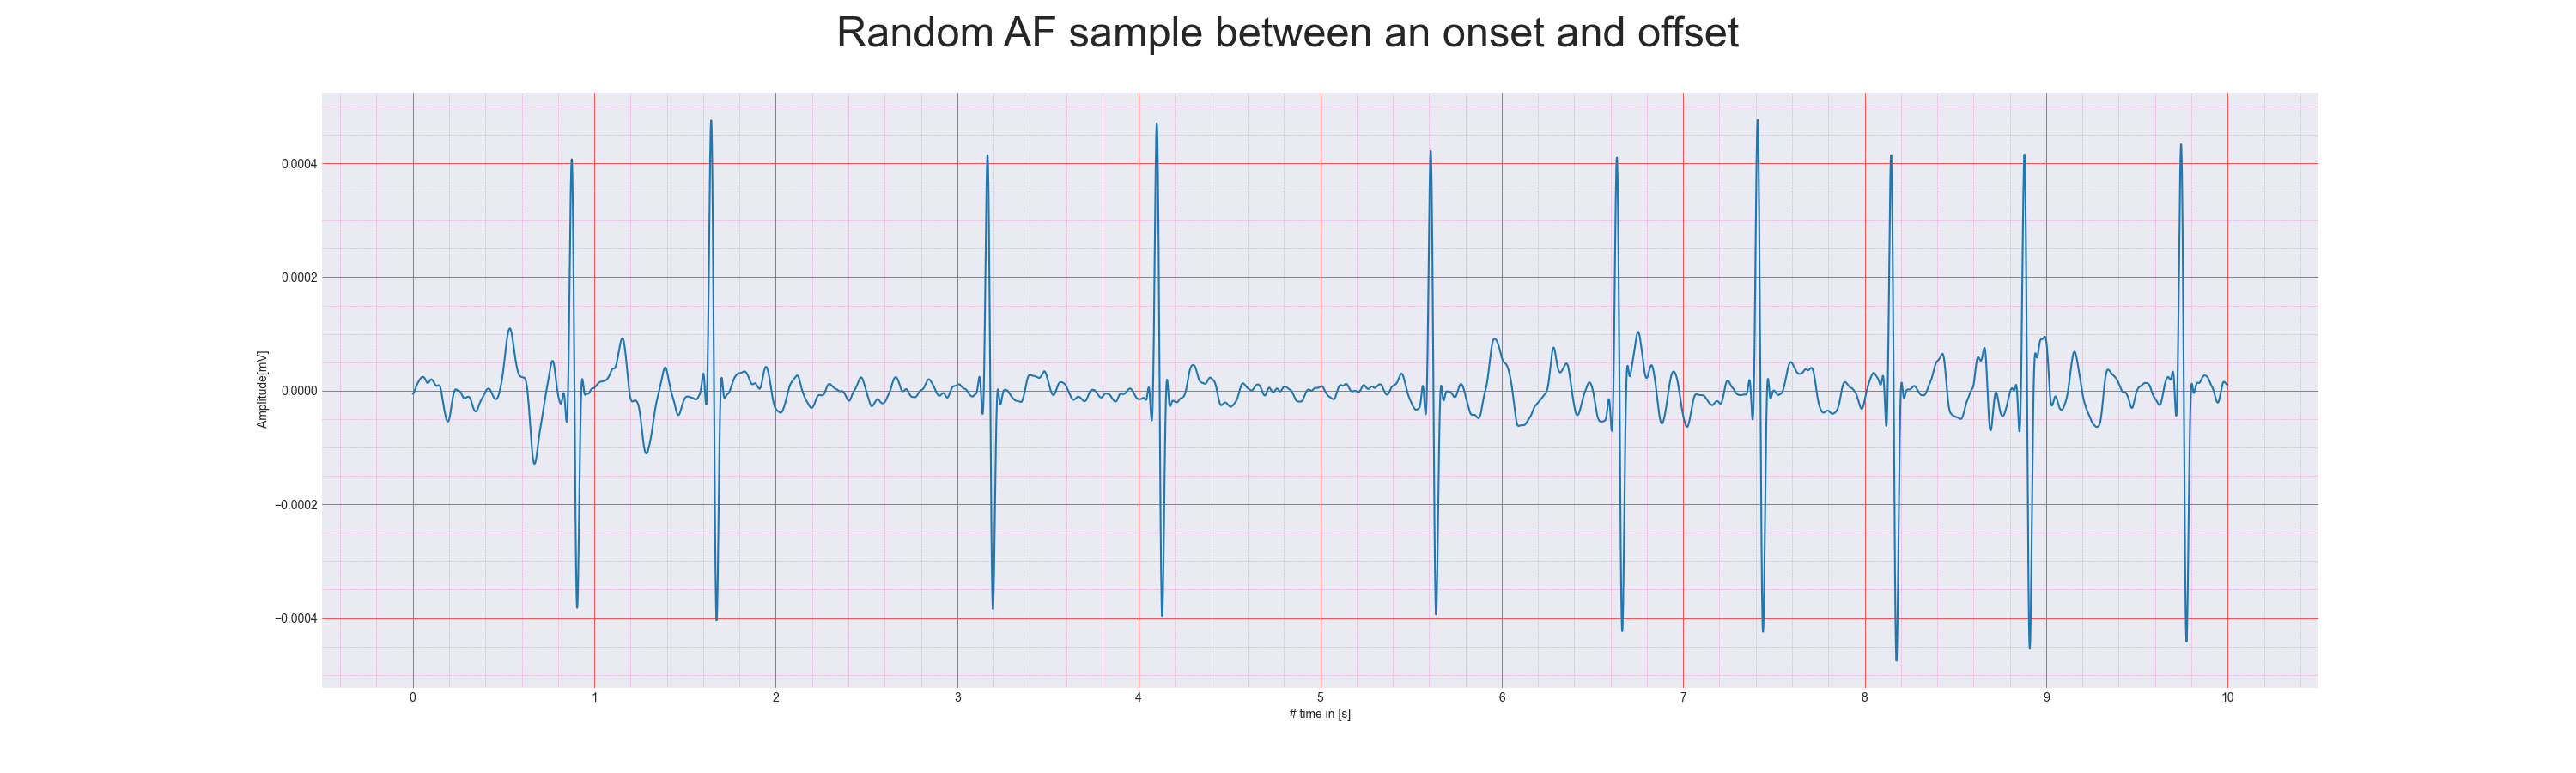 Random AF sample between an onset and offset
Amplitude[mV]
0.0004
0.0002
0.0000
−0.0002
−0.0004
0 1 2 3 4 5 6 7 8 9 10
# time in [s]